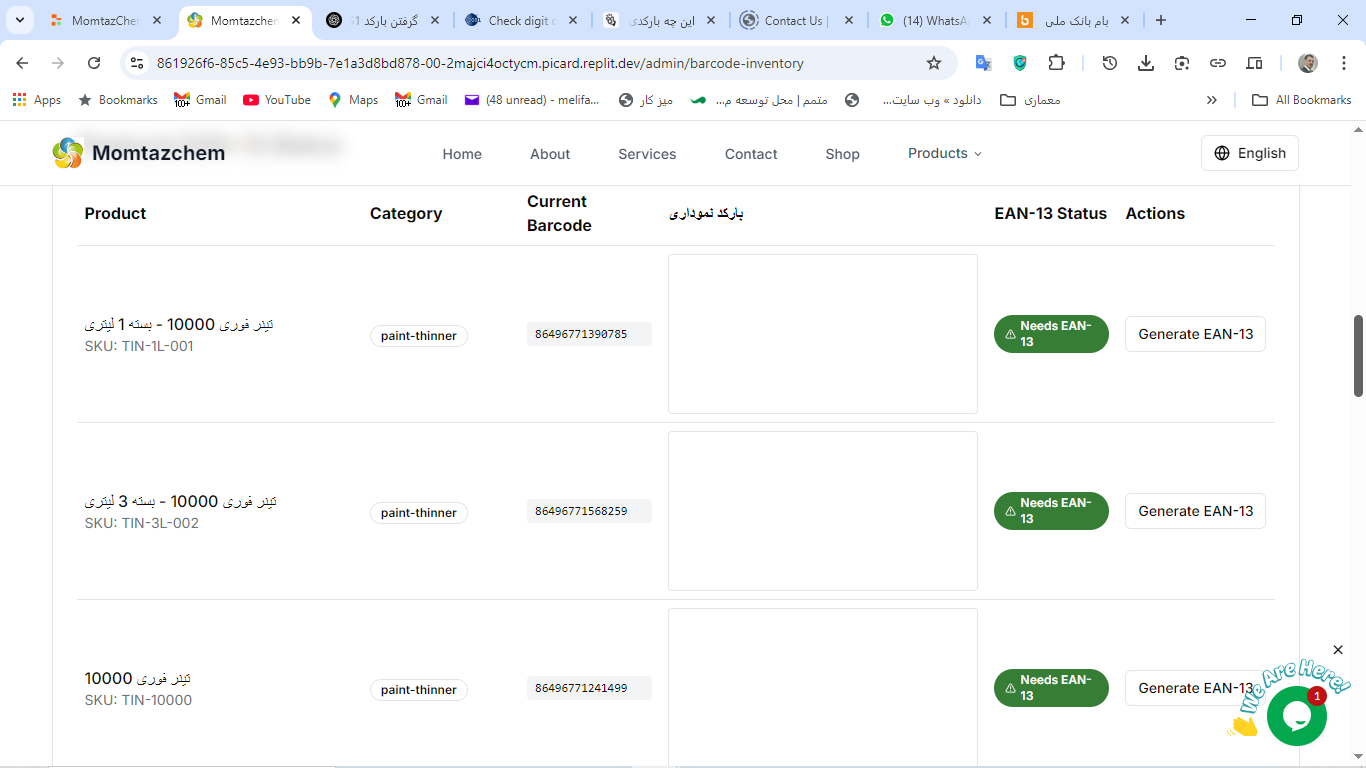 MomtazChe
Momtazchen
گرفتن بارکد GS1
Check digit c
این چه بارکدی
Contact Us |
(14) WhatsAp
بام بانک ملی
861926f6-85c5-4e93-bb9b-7e1a3d8bd878-00-2majci4octycm.picard.replit.dev/admin/barcode-inventory
Apps
Bookmarks
Gmail
YouTube
Maps
Gmail
(48 unread) - melifa...
میز کار
متمم | محل توسعه م...
دانلود » وب سایت...
معماری
All Bookmarks
Momtazchem
Home
About
Services
Contact
Shop
Products
English
Product
Category
Current
Barcode
بارکد نموداری
EAN-13 Status
Actions
تینر فوری 10000 - بسته 1 لیتری
SKU: TIN-1L-001
paint-thinner
86496771390785
Needs EAN-
13
Generate EAN-13
تینر فوری 10000 - بسته 3 لیتری
SKU: TIN-3L-002
paint-thinner
86496771568259
Needs EAN-
13
Generate EAN-13
تینر فوری 10000
SKU: TIN-10000
paint-thinner
86496771241499
Needs EAN-
13
Generate EAN-13
We Are Here!
1